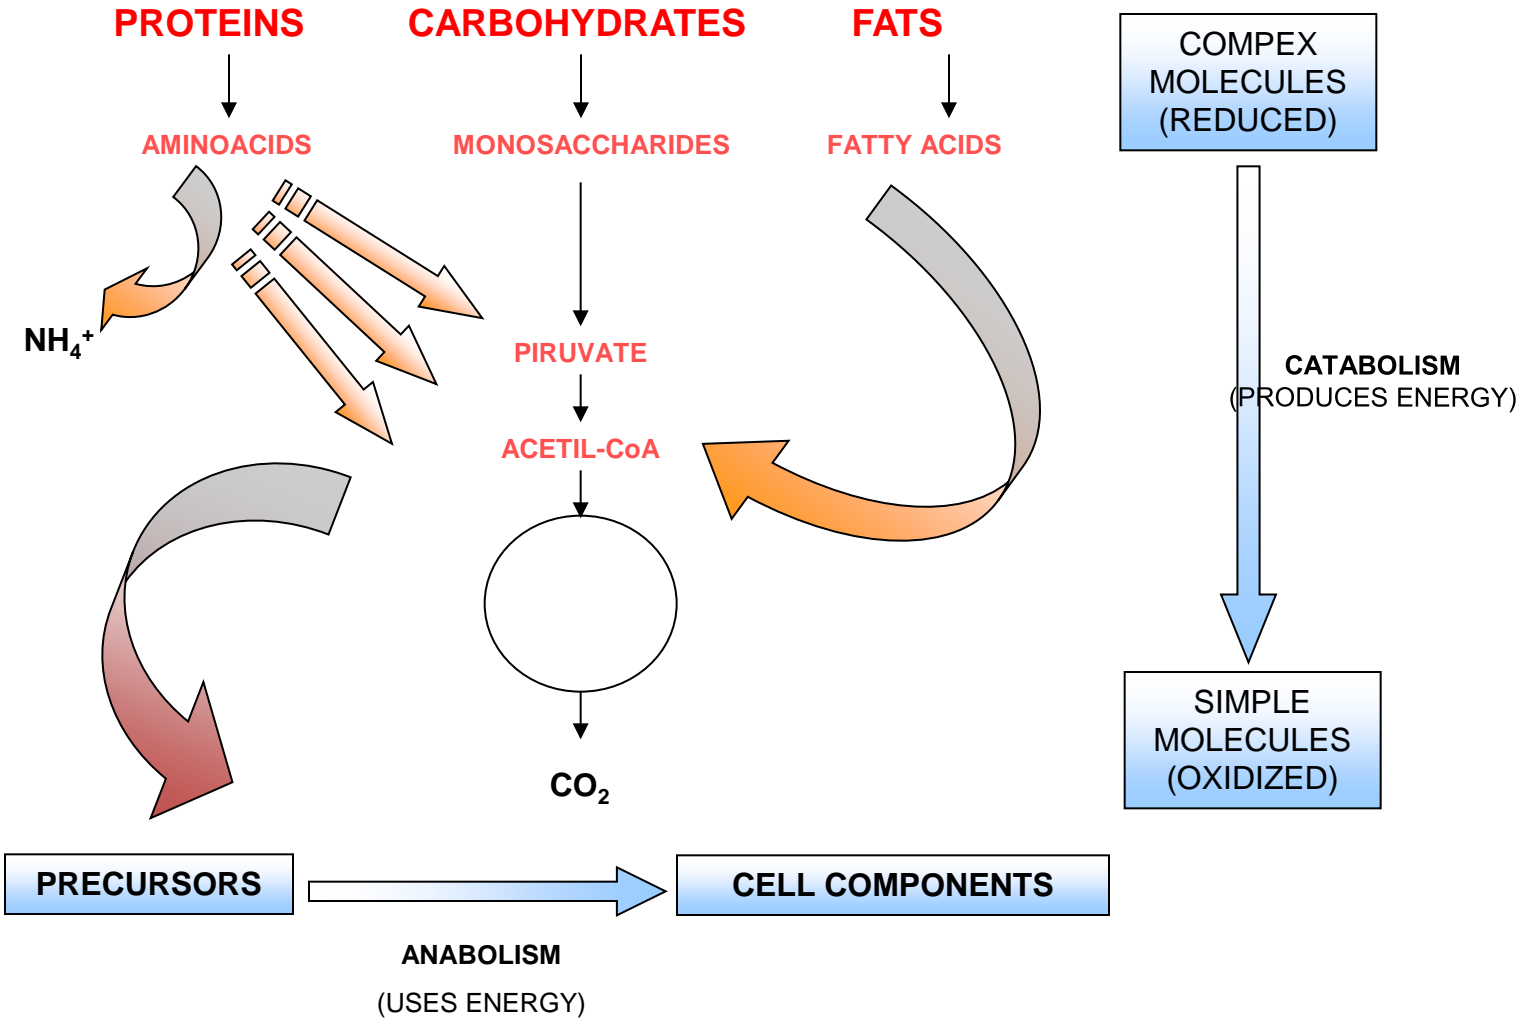 PROTEINS
CARBOHYDRATES
FATS
COMPEX
MOLECULES
(REDUCED)
AMINOACIDS
MONOSACCHARIDES
FATTY ACIDS
NH₄⁺
PIRUVATE
CATABOLISM
(PRODUCES ENERGY)
ACETIL-CoA
SIMPLE
MOLECULES
(OXIDIZED)
CO₂
PRECURSORS
CELL COMPONENTS
ANABOLISM
(USES ENERGY)